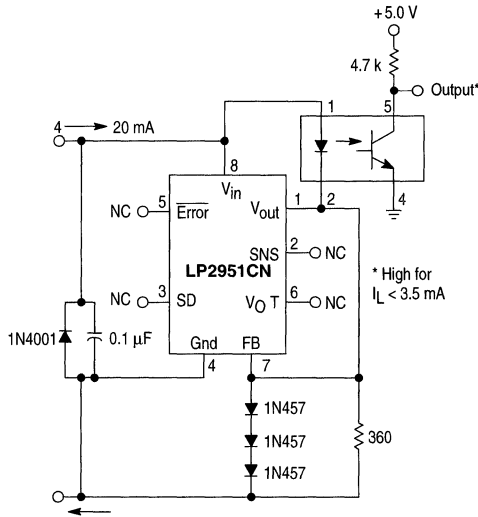 +5.0 V
4.7 k
Output*
1
5
4
20 mA
8
4
Vin
NC
5
Error
Vout
1
2
SNS
2
NC
LP2951CN
* High for
IL < 3.5 mA
NC
3
SD
VO T
6
NC
1N4001
0.1 µF
Gnd
FB
4
7
1N457
1N457
360
1N457